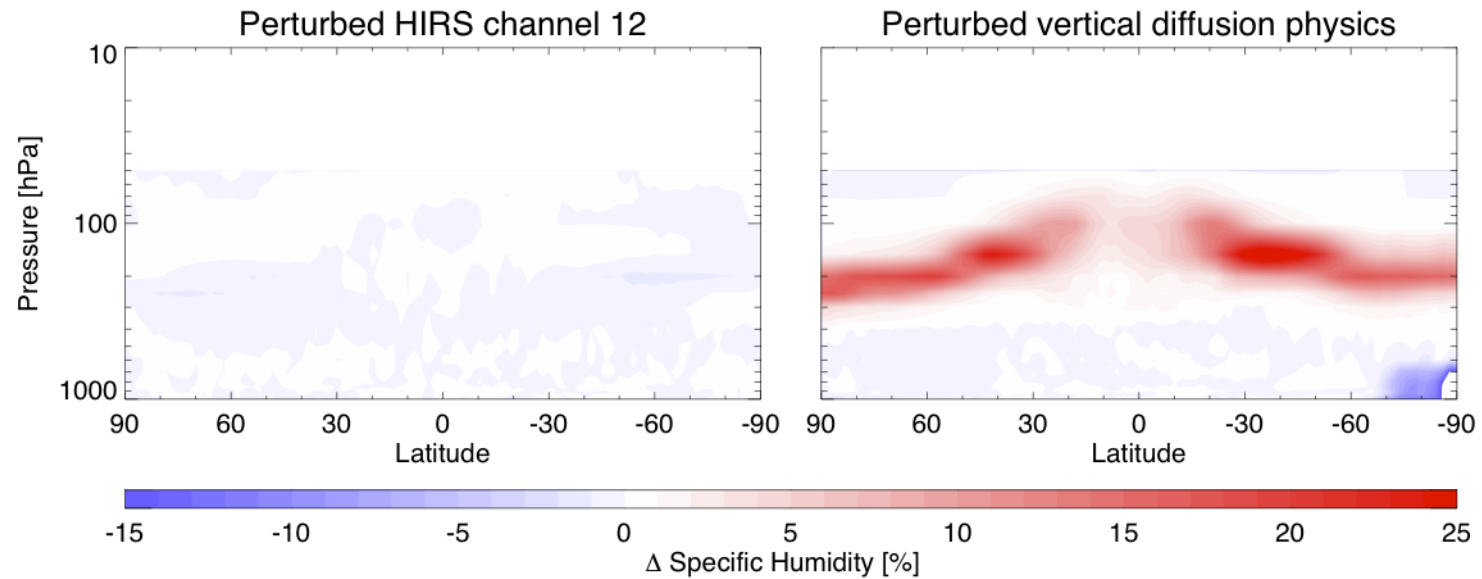 Perturbed HIRS channel 12
Perturbed vertical diffusion physics
Pressure [hPa]
10
100
1000
90 60 30 0 -30 -60 -90
90 60 30 0 -30 -60 -90
Latitude
Latitude
-15 -10 -5 0 5 10 15 20 25
Δ Specific Humidity [%]